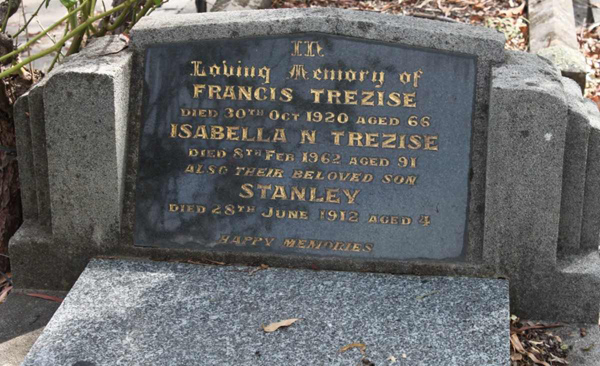 In
Loving Memory of
FRANCIS TREZISE
DIED 30TH OCT 1920 AGED 66
ISABELLA N TREZISE
DIED 8TH FEB 1962 AGED 91
ALSO THEIR BELOVED SON
STANLEY
DIED 28TH JUNE 1912 AGED 4
HAPPY MEMORIES